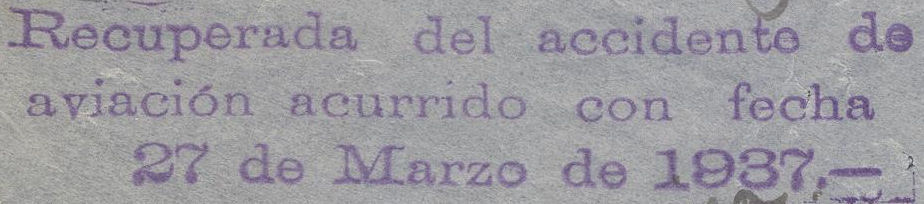 Recuperada del accidente de
aviación acurrido con fecha
27 de Marzo de 1937.—